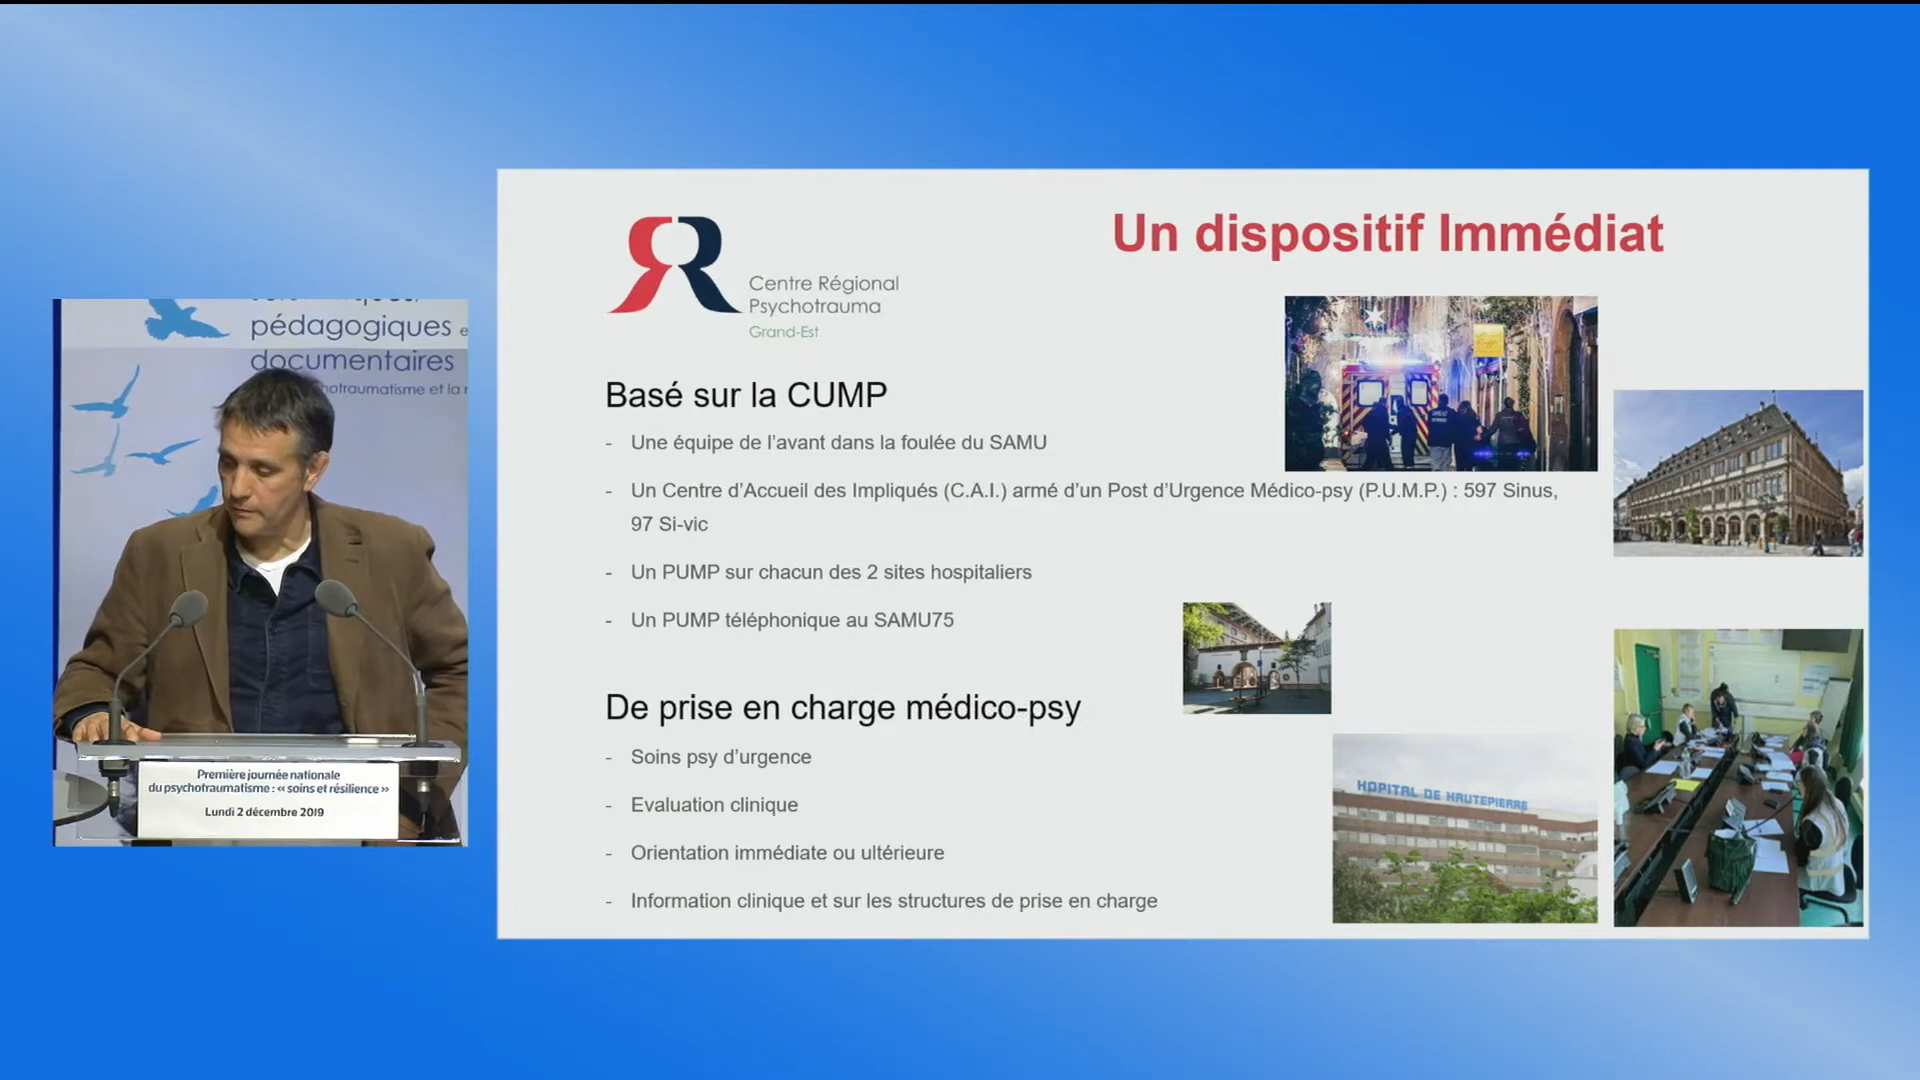 pédagogiques e
documentaires
hotraumatisme et la r
Première journée nationale
du psychotraumatisme : « soins et résilience »
Lundi 2 décembre 2019
Centre Régional
Psychotrauma
Grand-Est
Un dispositif Immédiat
Basé sur la CUMP
- Une équipe de l’avant dans la foulée du SAMU
- Un Centre d’Accueil des Impliqués (C.A.I.) armé d’un Post d’Urgence Médico-psy (P.U.M.P.) : 597 Sinus,
97 Si-vic
- Un PUMP sur chacun des 2 sites hospitaliers
- Un PUMP téléphonique au SAMU75
De prise en charge médico-psy
- Soins psy d’urgence
- Evaluation clinique
- Orientation immédiate ou ultérieure
- Information clinique et sur les structures de prise en charge
HOPITAL DE HAUTEPIERRE